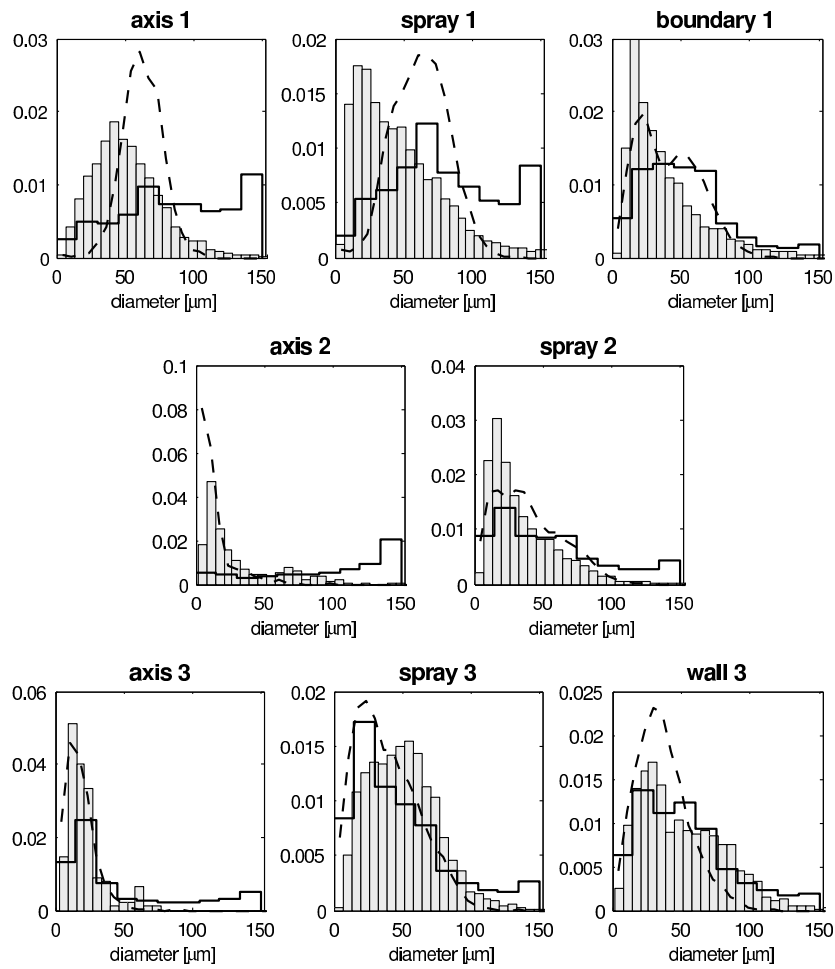 axis 1
0.03
0.02
0.01
0
0 50 100 150
diameter [µm]
spray 1
0.02
0.015
0.01
0.005
0
0 50 100 150
diameter [µm]
boundary 1
0.03
0.02
0.01
0
0 50 100 150
diameter [µm]
axis 2
0.1
0.08
0.06
0.04
0.02
0
0 50 100 150
diameter [µm]
spray 2
0.04
0.03
0.02
0.01
0
0 50 100 150
diameter [µm]
axis 3
0.06
0.04
0.02
0
0 50 100 150
diameter [µm]
spray 3
0.02
0.015
0.01
0.005
0
0 50 100 150
diameter [µm]
wall 3
0.025
0.02
0.015
0.01
0.005
0
0 50 100 150
diameter [µm]